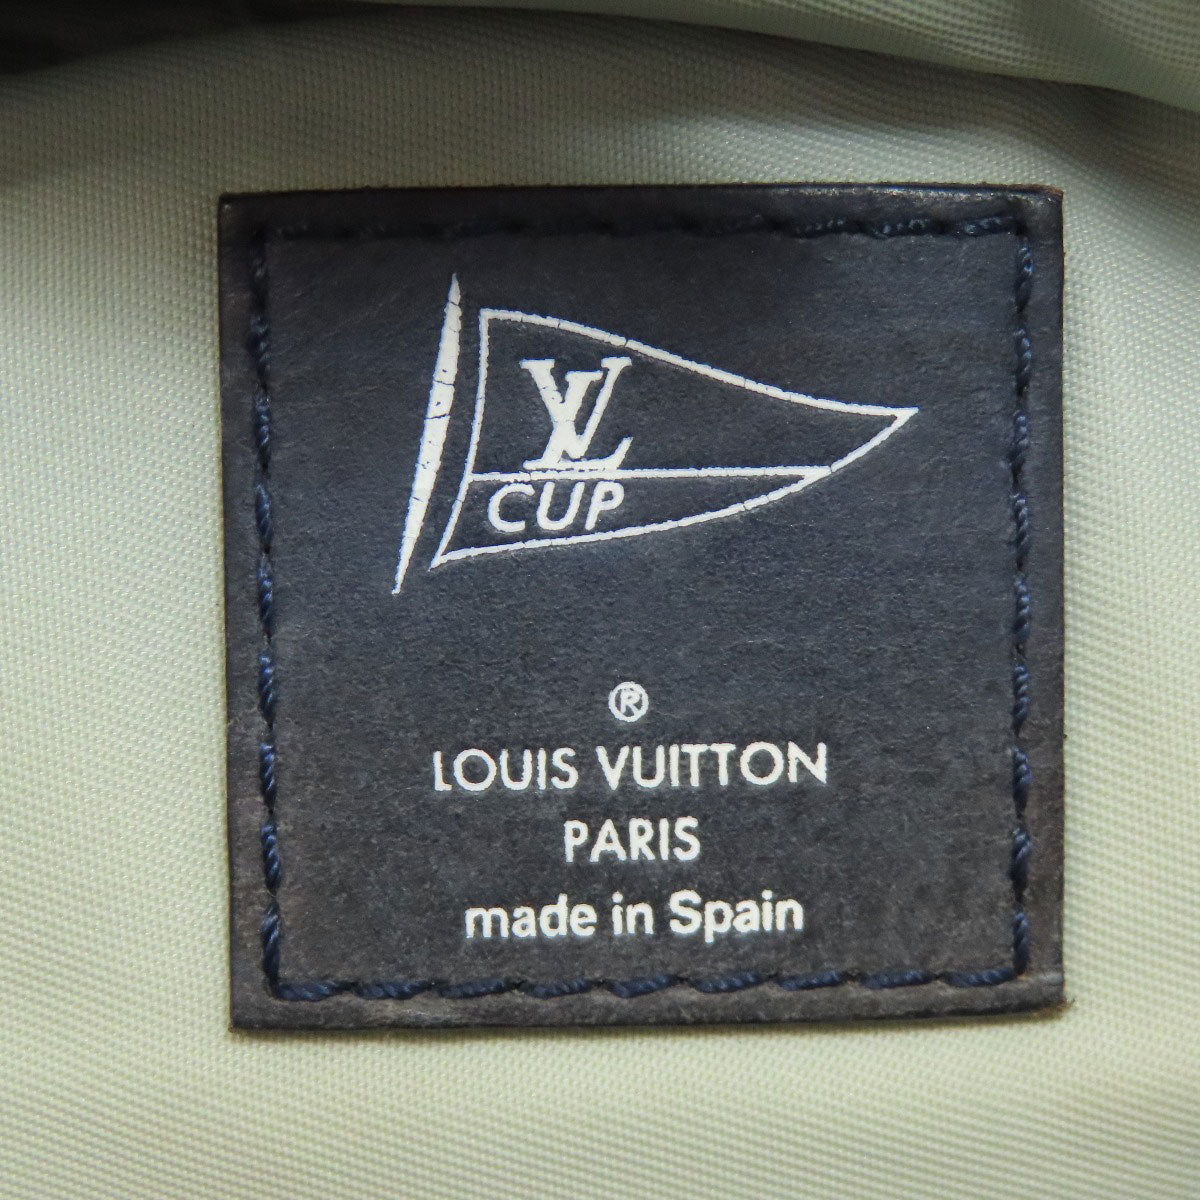 LV
CUP
®
LOUIS VUITTON
PARIS
made in Spain